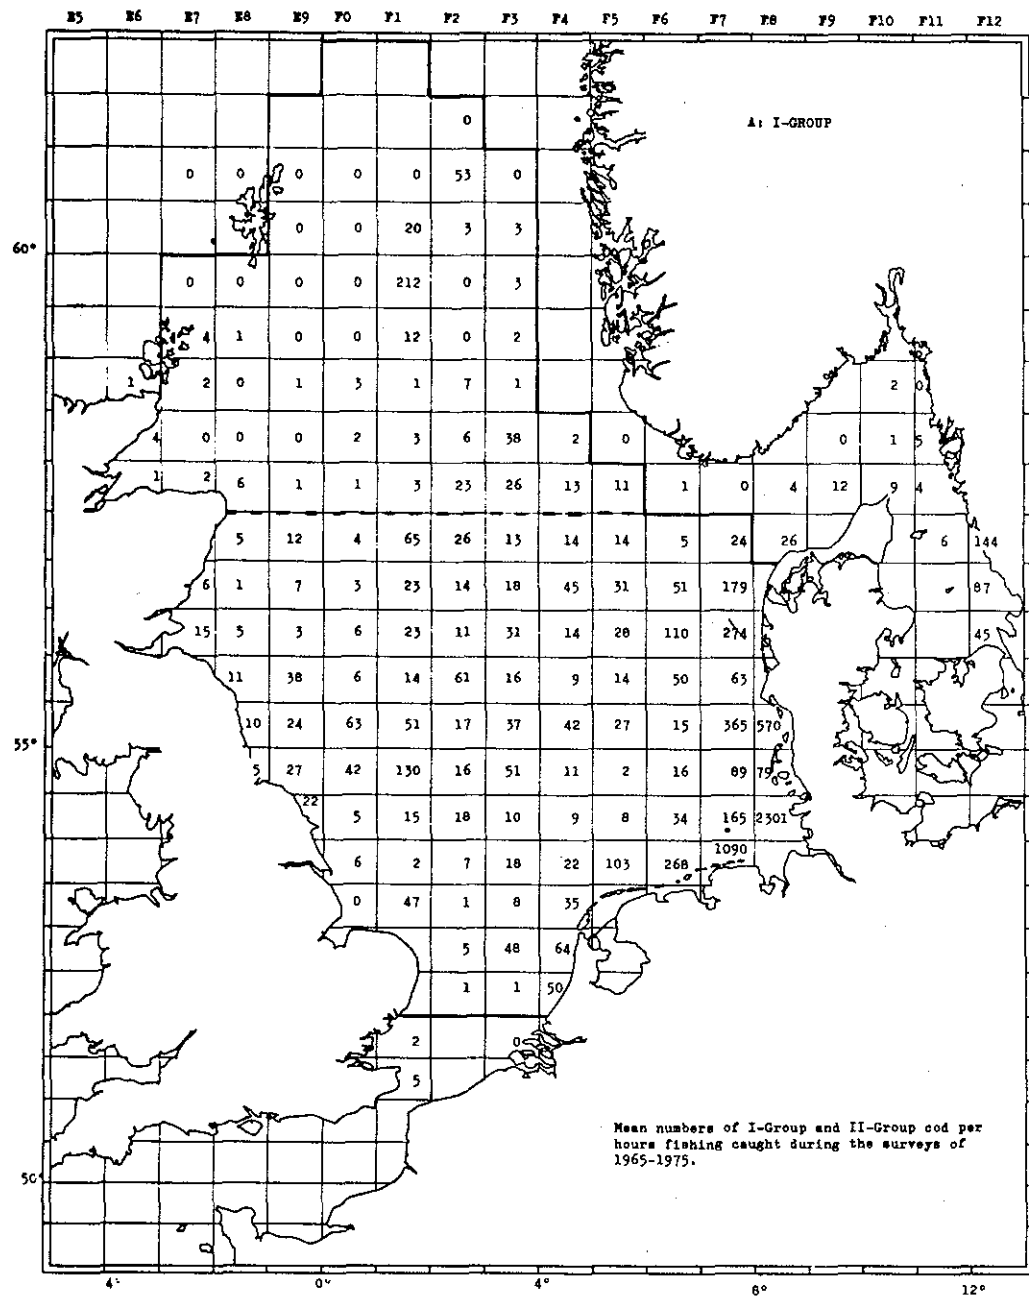 E5 E6 E7 E8 E9 F0 F1 F2 F3 F4 F5 F6 F7 F8 F9 F10 F11 F12
A: I-GROUP
0
0 0 0 0 0 53 0
0 0 20 3 3
60°
0 0 0 0 212 0 3
4 1 0 0 12 0 2
1 2 0 1 3 1 7 1 2 0
4 0 0 0 2 3 6 38 2 0 0 1 5
1 2 6 1 1 3 23 26 13 11 1 0 4 12 9 4
5 12 4 65 26 13 14 14 5 24 26 6 144
6 1 7 3 23 14 18 45 31 51 179 87
15 5 3 6 23 11 31 14 28 110 274 45
11 38 6 14 61 16 9 14 50 63
10 24 63 51 17 37 42 27 15 365 570
55°
5 27 42 130 16 51 11 2 16 89 79
22
5 15 18 10 9 8 34 165 2301
1090
6 2 7 18 22 103 268
0 47 1 8 35
5 48 64
1 1 50
2 0
5
Mean numbers of I-Group and II-Group cod per
hours fishing caught during the surveys of
1965-1975.
50°
4° 0° 4° 8° 12°